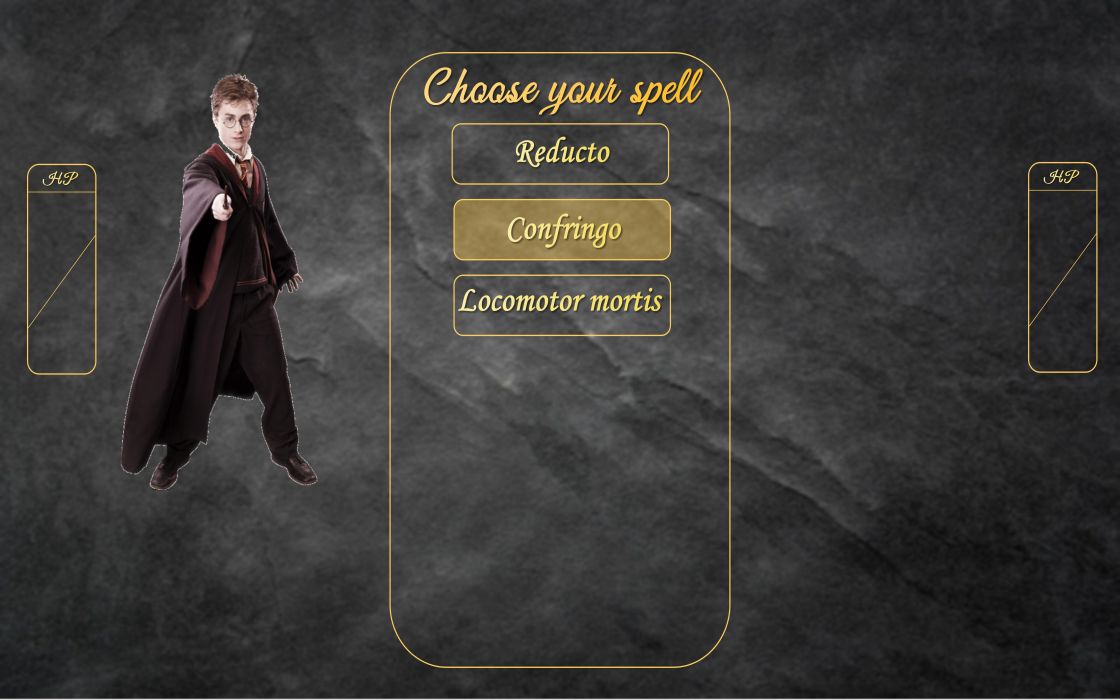 Choose your spell
HP
Reducto
Confringo
Locomotor mortis
HP